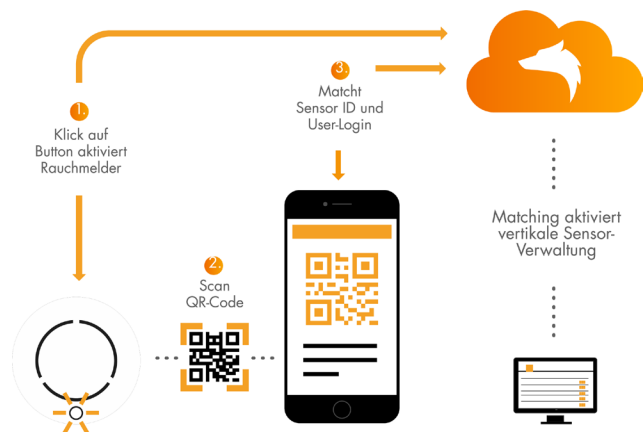 1.
Klick auf
Button aktiviert
Rauchmelder
2.
Scan
QR-Code
3.
Matcht
Sensor ID und
User-Login
Matching aktiviert
vertikale Sensor-
Verwaltung